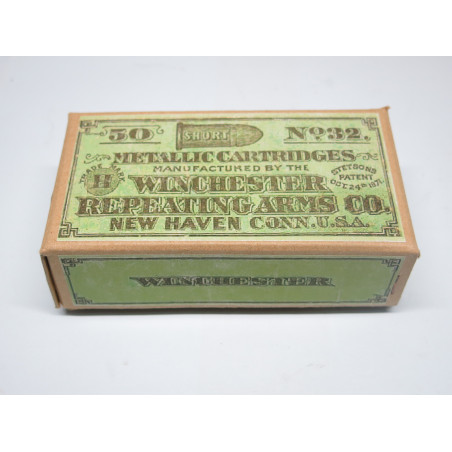 50 SHORT No 32.
METALLIC CARTRIDGES
MANUFACTURED BY THE
TRADE MARK
H
WINCHESTER
STETSONS
PATENT
OCT. 24TH 1871.
REPEATING ARMS CO.
NEW HAVEN CONN. U.S.A.
WINCHESTER